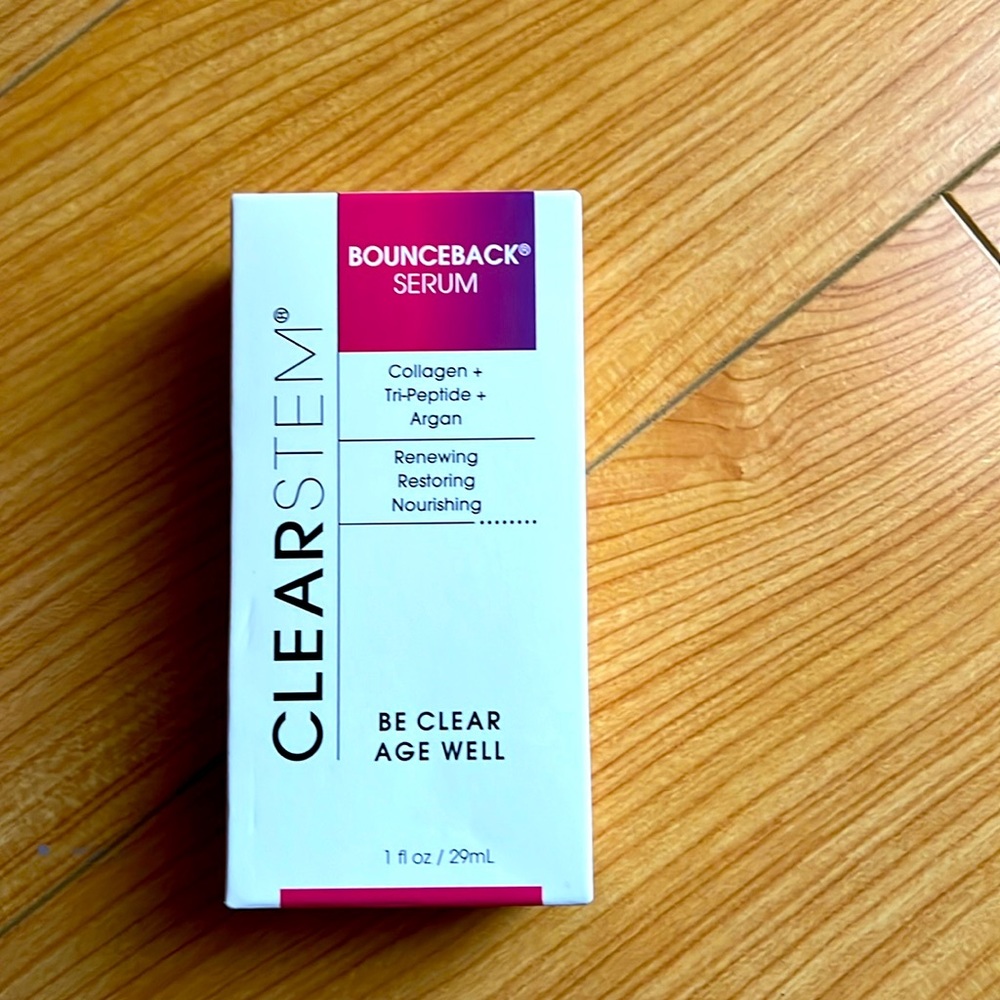 CLEARSTEM®
BOUNCEBACK®
SERUM
Collagen +
Tri-Peptide +
Argan
Renewing
Restoring
Nourishing
BE CLEAR
AGE WELL
1 fl oz / 29mL